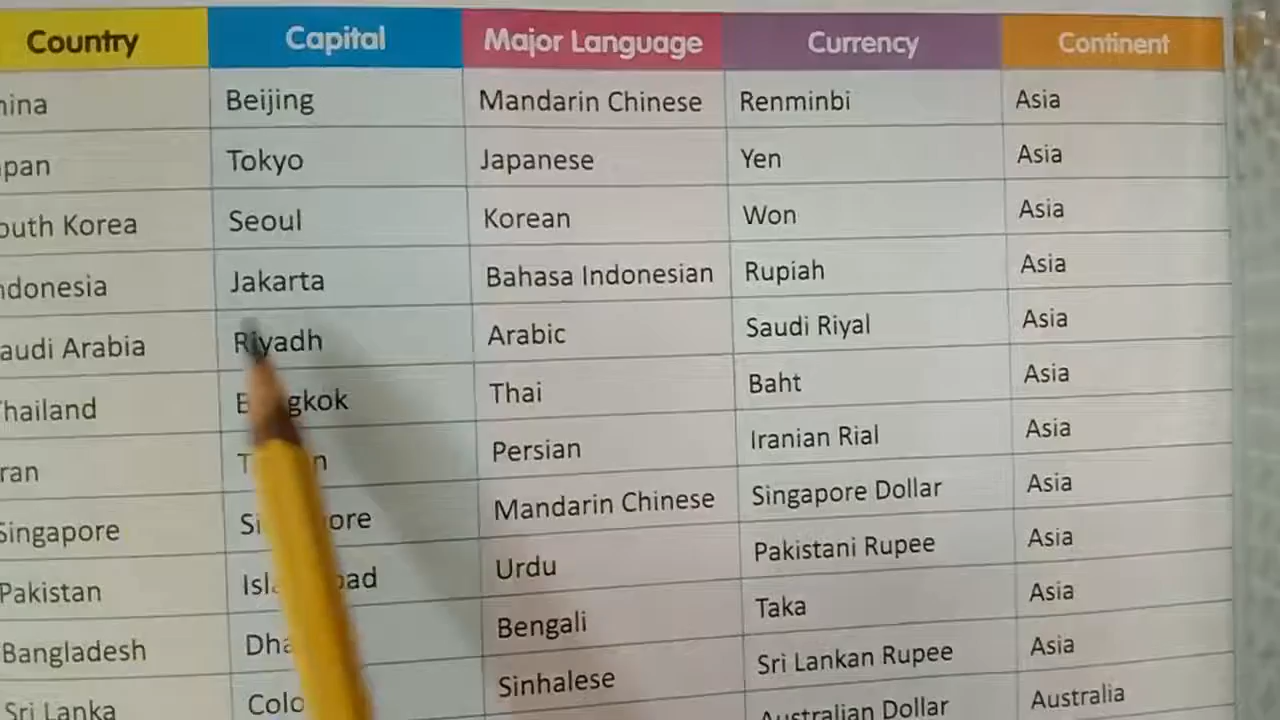 Country Capital Major Language Currency Continent
hina Beijing Mandarin Chinese Renminbi Asia
pan Tokyo Japanese Yen Asia
outh Korea Seoul Korean Won Asia
ndonesia Jakarta Bahasa Indonesian Rupiah Asia
audi Arabia Riyadh Arabic Saudi Riyal Asia
Thailand Thai Baht Asia
ran Persian Iranian Rial Asia
Singapore Mandarin Chinese Singapore Dollar Asia
Pakistan Urdu Pakistani Rupee Asia
Bangladesh Bengali Taka Asia
Sri Lanka Sinhalese Sri Lankan Rupee Asia
Australian Dollar Australia